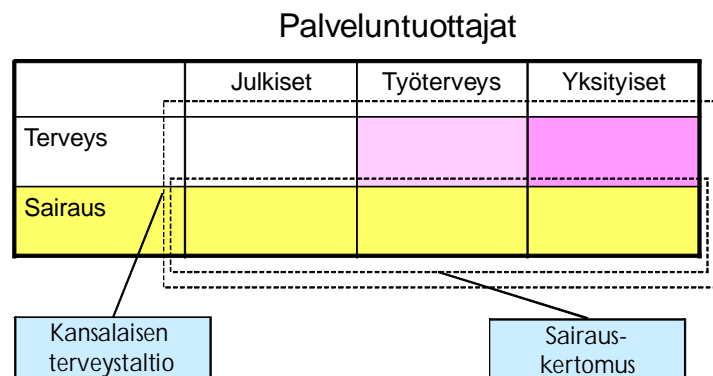 Palveluntuottajat
Julkiset Työterveys Yksityiset
Terveys
Sairaus
Kansalaisen
terveystaltio
Sairaus-
kertomus